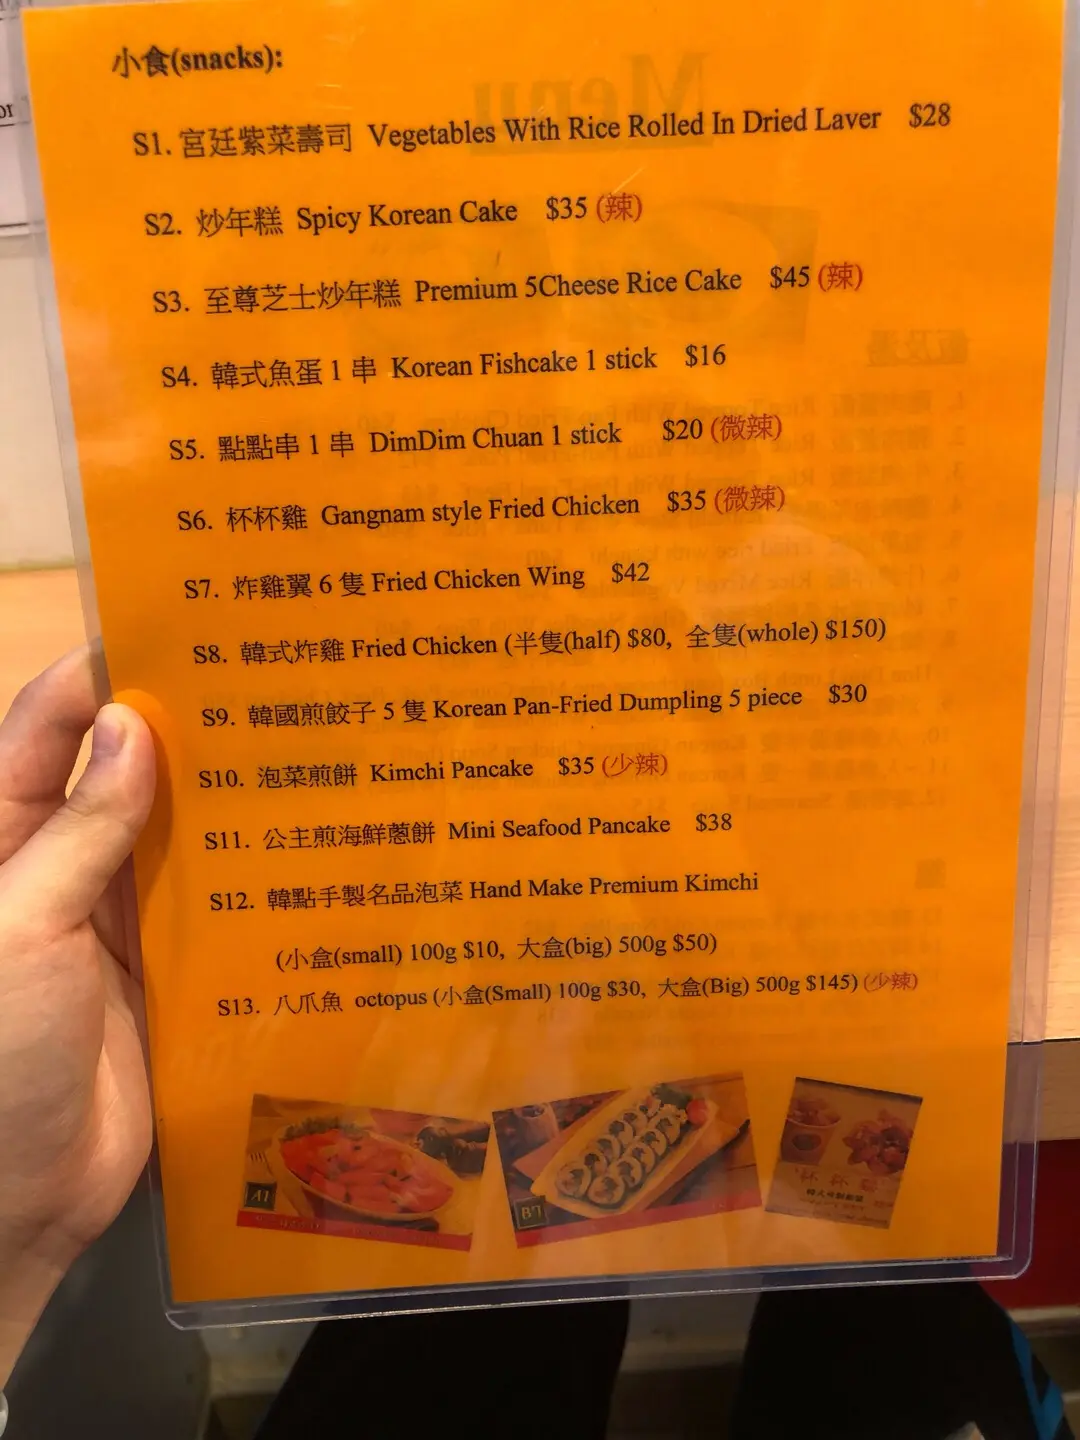 小食(snacks):
S1. 宮廷紫菜壽司 Vegetables With Rice Rolled In Dried Laver $28
S2. 炒年糕 Spicy Korean Cake $35 (辣)
S3. 至尊芝士炒年糕 Premium 5Cheese Rice Cake $45 (辣)
S4. 韓式魚蛋 1 串 Korean Fishcake 1 stick $16
S5. 點點串 1 串 DimDim Chuan 1 stick $20 (微辣)
S6. 杯杯雞 Gangnam style Fried Chicken $35 (微辣)
S7. 炸雞翼 6 隻 Fried Chicken Wing $42
S8. 韓式炸雞 Fried Chicken (半隻(half) $80, 全隻(whole) $150)
S9. 韓國煎餃子 5 隻 Korean Pan-Fried Dumpling 5 piece $30
S10. 泡菜煎餅 Kimchi Pancake $35 (少辣)
S11. 公主煎海鮮蔥餅 Mini Seafood Pancake $38
S12. 韓點手製名品泡菜 Hand Make Premium Kimchi
(小盒(small) 100g $10, 大盒(big) 500g $50)
S13. 八爪魚 octopus (小盒(Small) 100g $30, 大盒(Big) 500g $145) (少辣)
A1
B7
杯杯雞